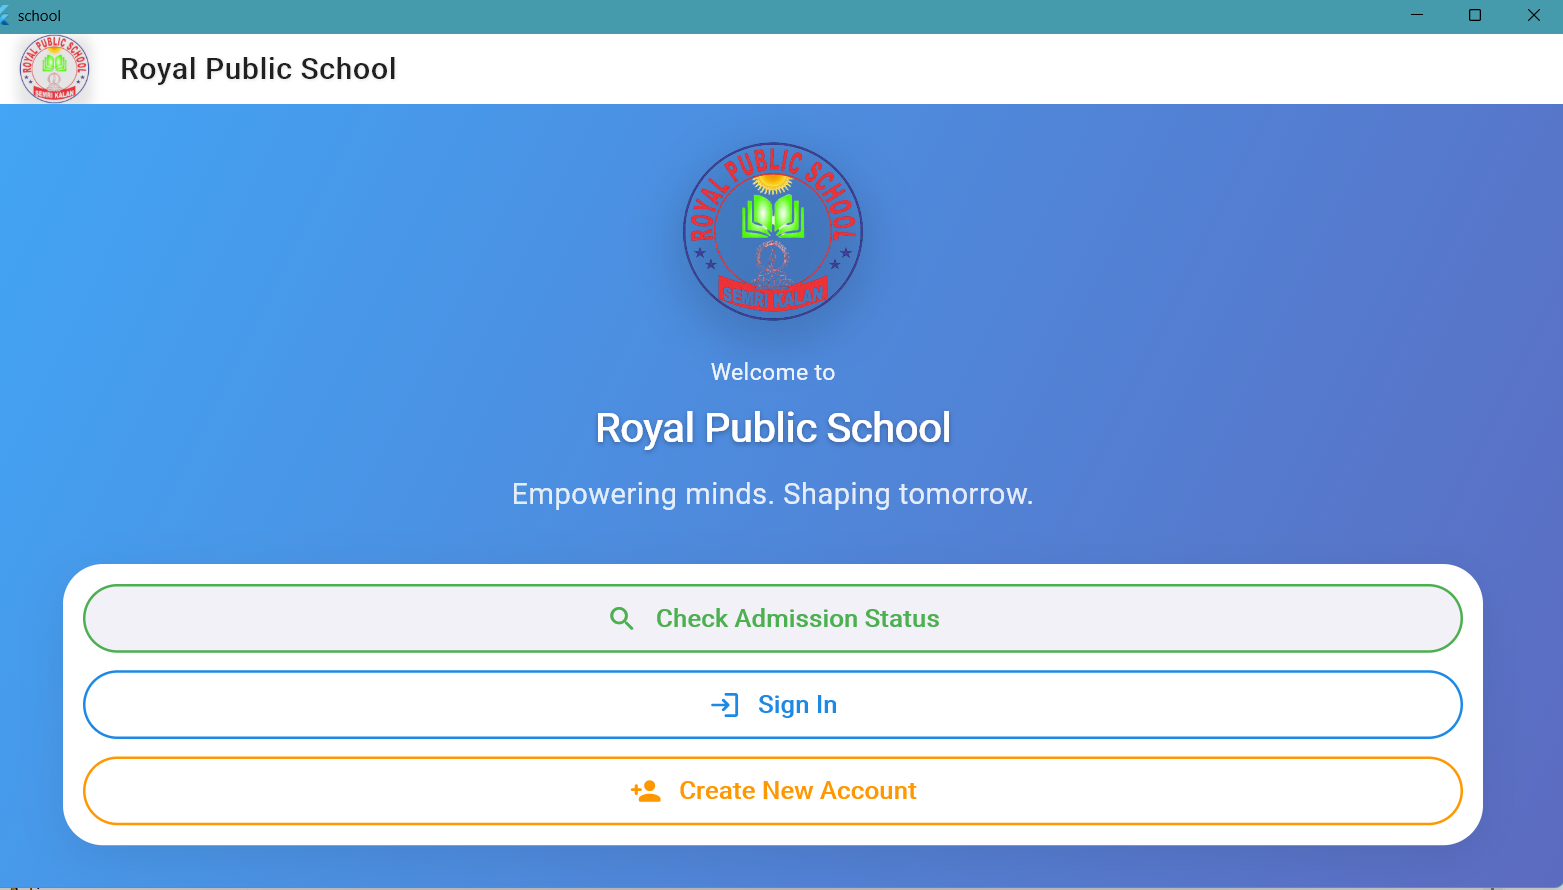 school
ROYAL PUBLIC SCHOOL
SEMRI KALAN
Royal Public School
ROYAL PUBLIC SCHOOL
SEMRI KALAN
Welcome to
Royal Public School
Empowering minds. Shaping tomorrow.
Check Admission Status
Sign In
Create New Account